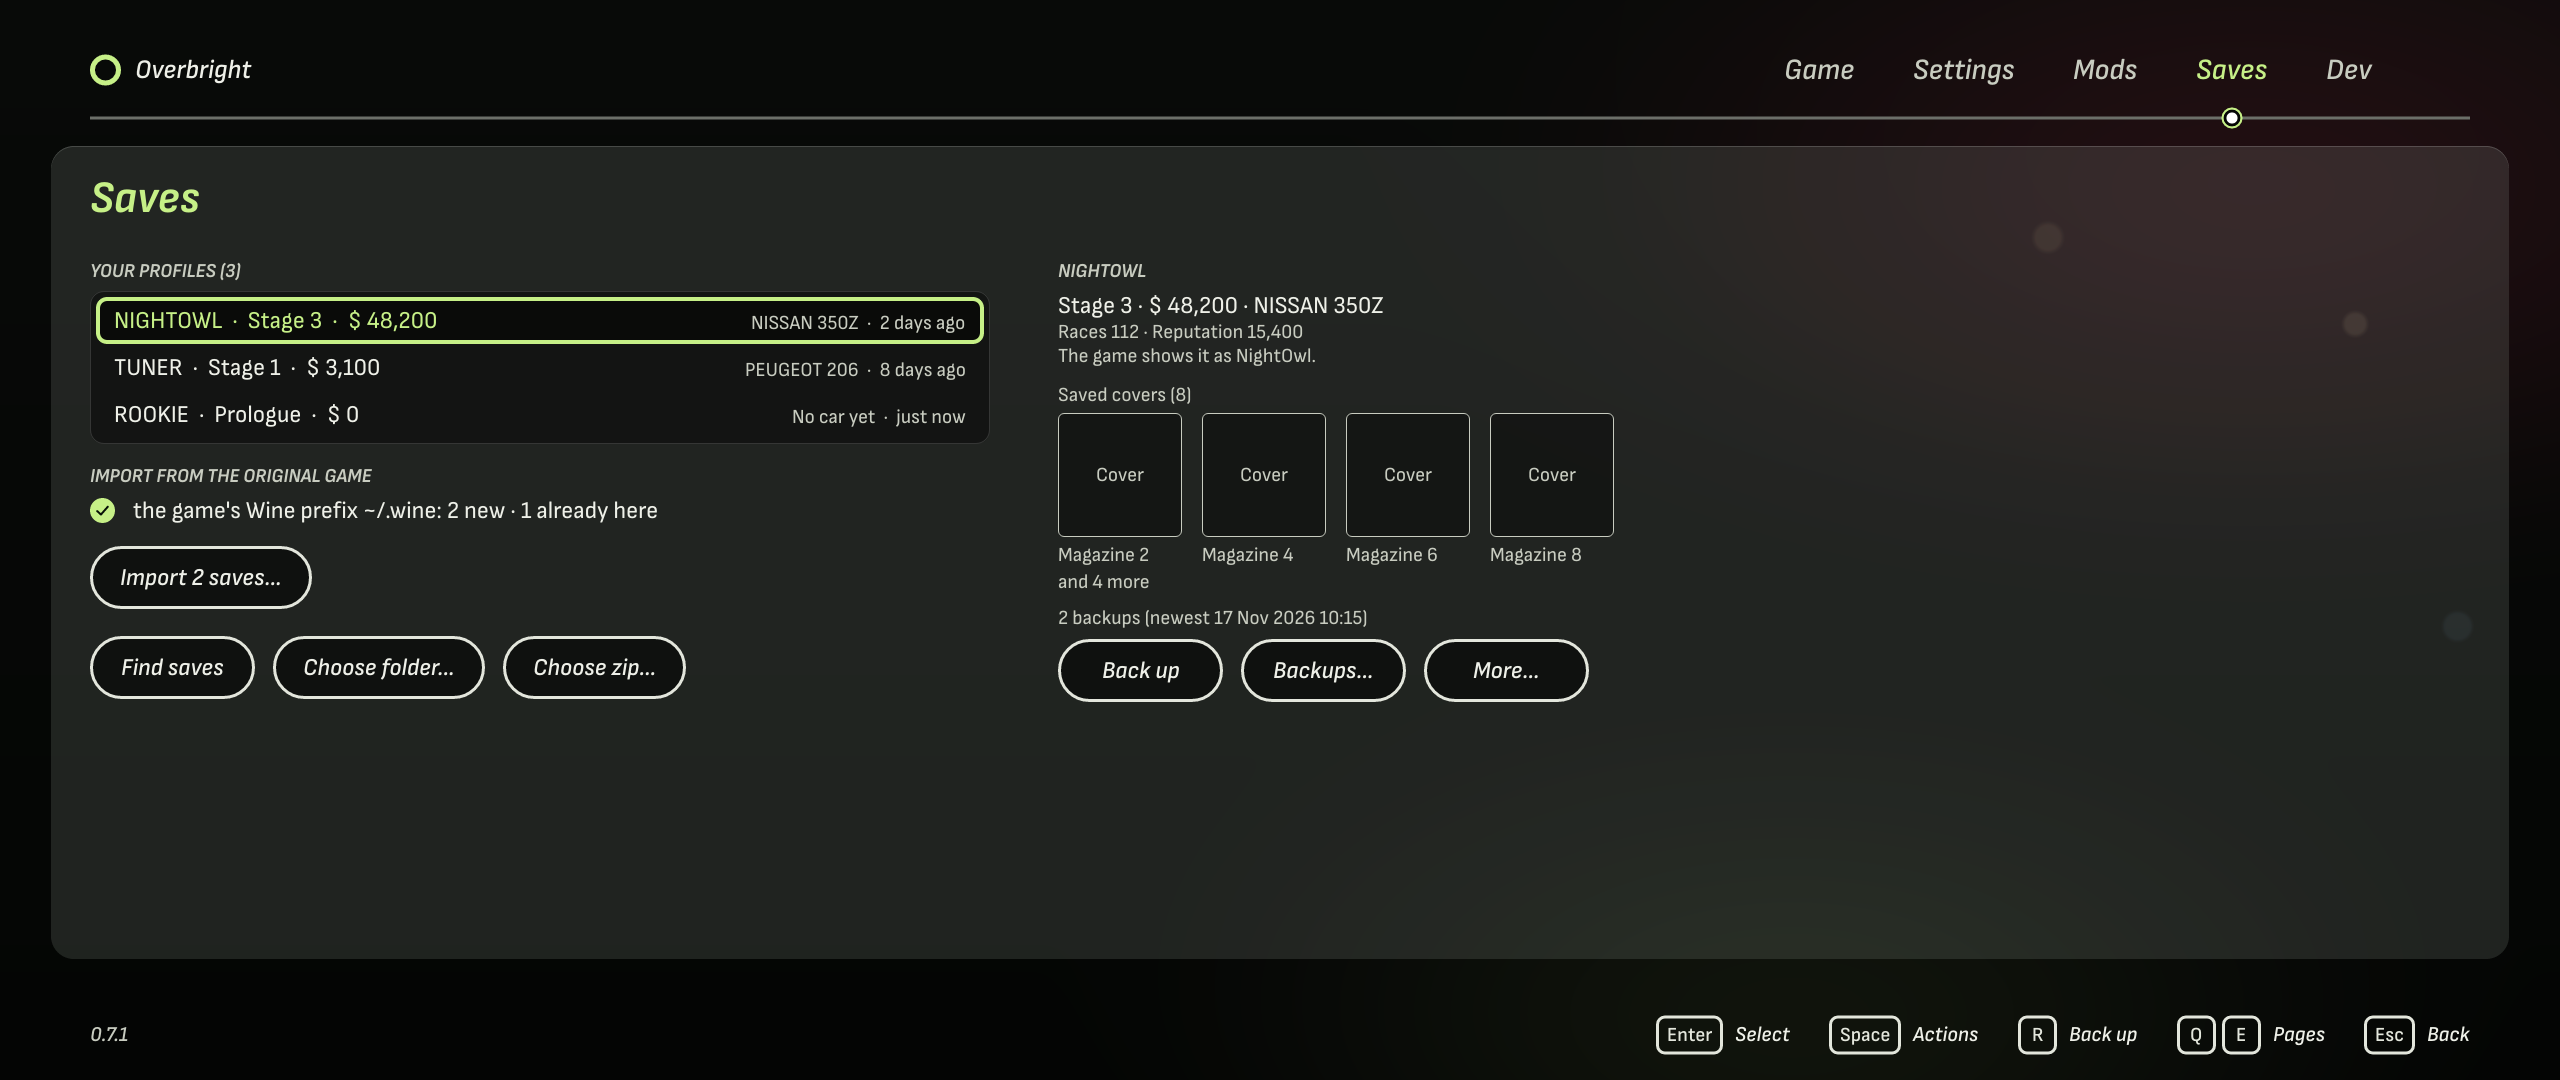 Overbright
Game Settings Mods Saves Dev
Saves
YOUR PROFILES (3)
NIGHTOWL · Stage 3 · $ 48,200 NISSAN 350Z · 2 days ago
TUNER · Stage 1 · $ 3,100 PEUGEOT 206 · 8 days ago
ROOKIE · Prologue · $ 0 No car yet · just now
IMPORT FROM THE ORIGINAL GAME
the game's Wine prefix ~/.wine: 2 new · 1 already here
Import 2 saves...
Find saves Choose folder... Choose zip...
NIGHTOWL
Stage 3 · $ 48,200 · NISSAN 350Z
Races 112 · Reputation 15,400
The game shows it as NightOwl.
Saved covers (8)
Cover Cover Cover Cover
Magazine 2 Magazine 4 Magazine 6 Magazine 8
and 4 more
2 backups (newest 17 Nov 2026 10:15)
Back up Backups... More...
0.7.1
Enter Select Space Actions R Back up Q E Pages Esc Back